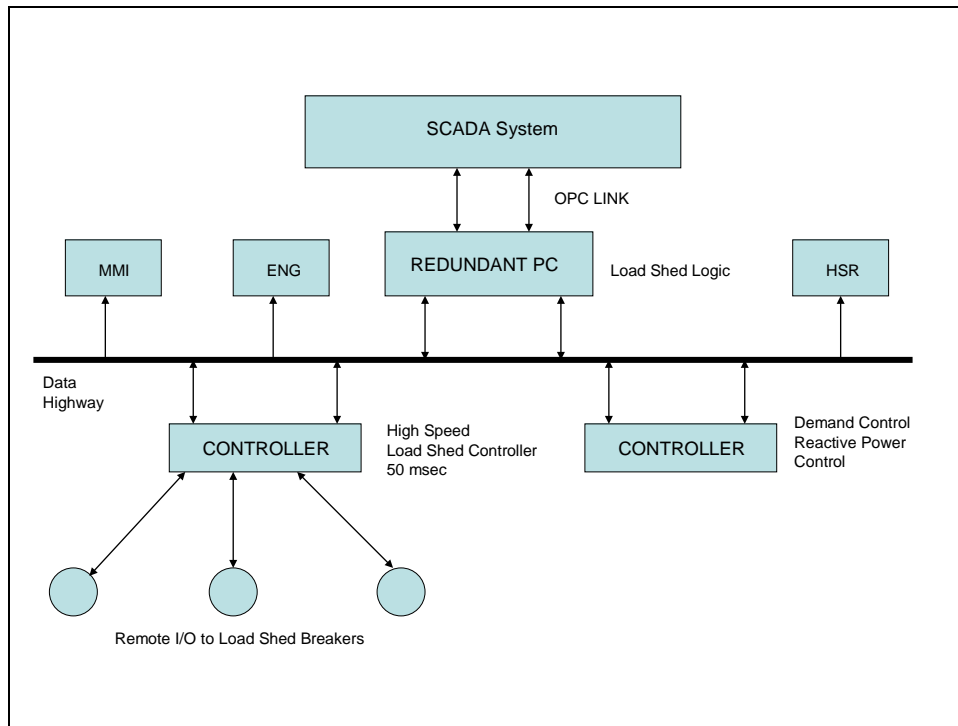 SCADA System
OPC LINK
MMI
ENG
REDUNDANT PC
Load Shed Logic
HSR
Data
Highway
CONTROLLER
High Speed
Load Shed Controller
50 msec
CONTROLLER
Demand Control
Reactive Power
Control
Remote I/O to Load Shed Breakers